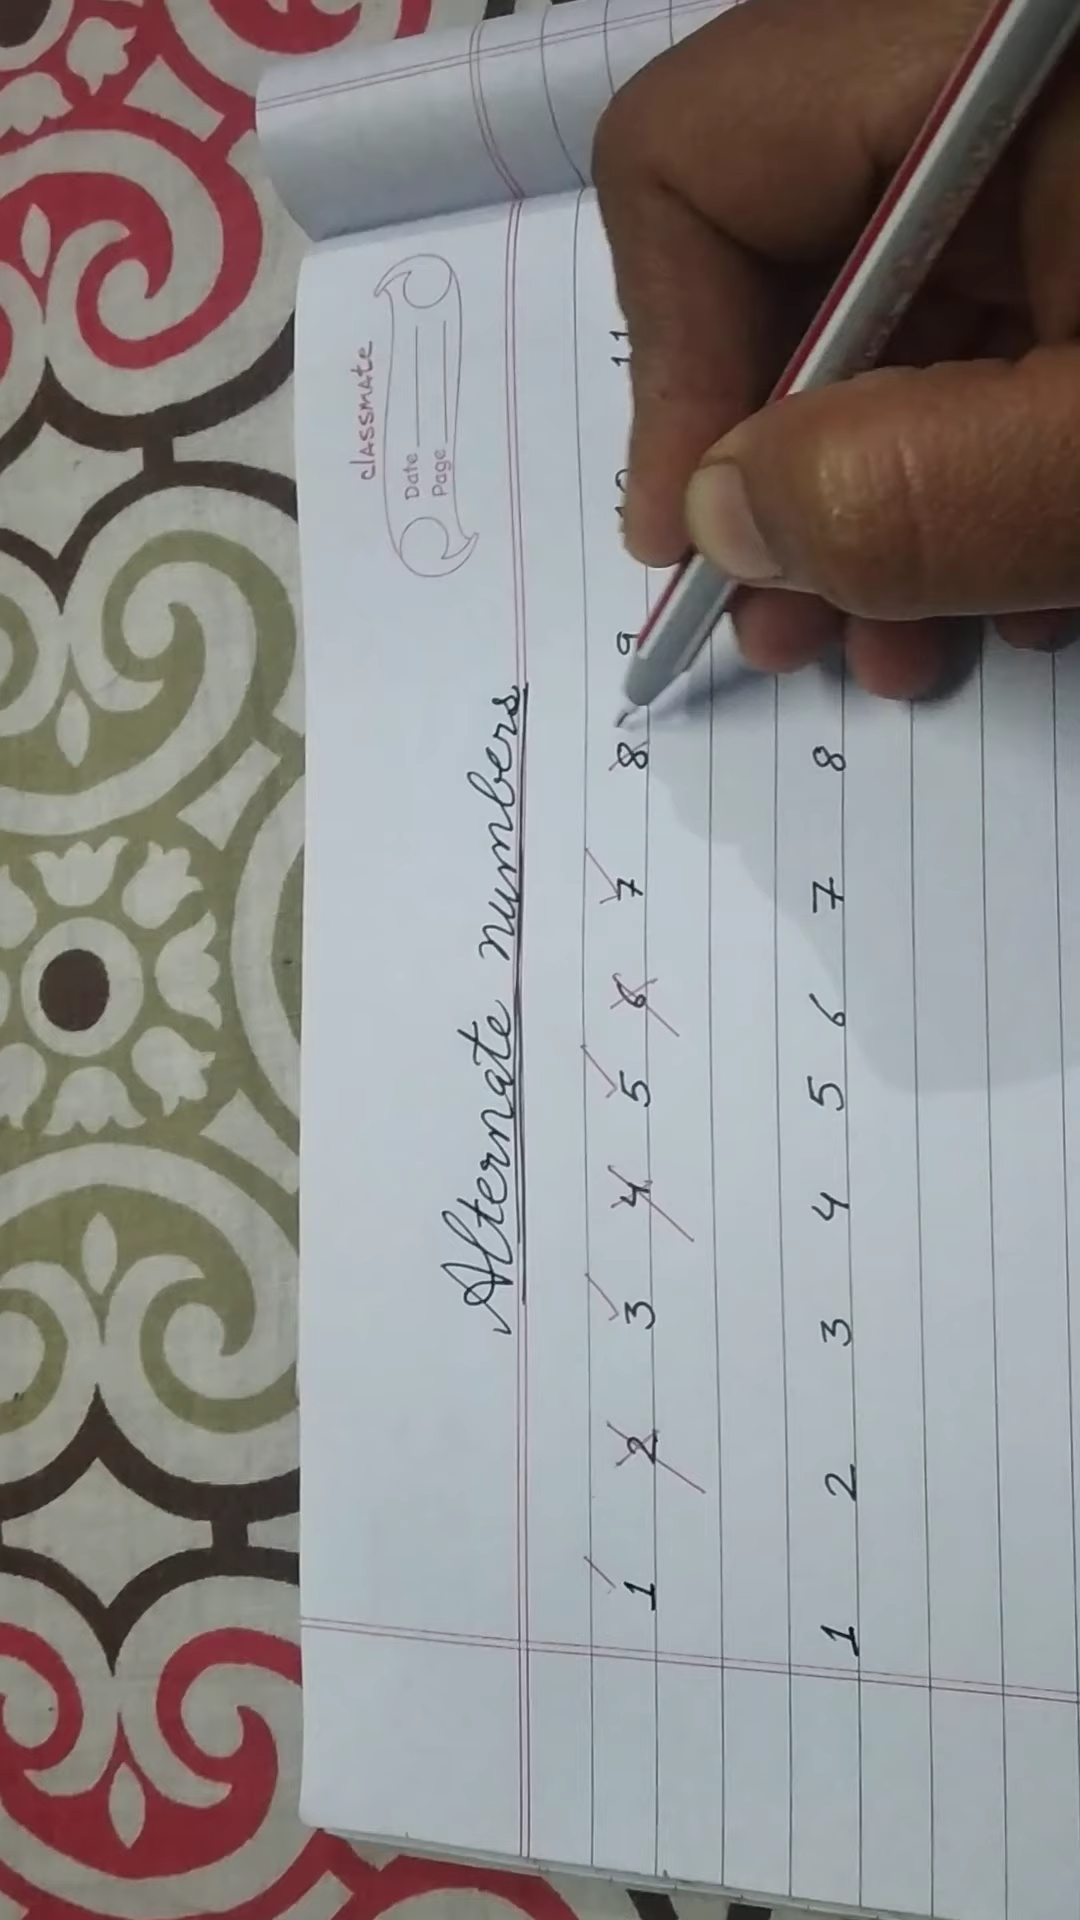 classmate
Date
Page
Alternate numbers
1 2 3 4 5 6 7 8 9 11
1 2 3 4 5 6 7 8